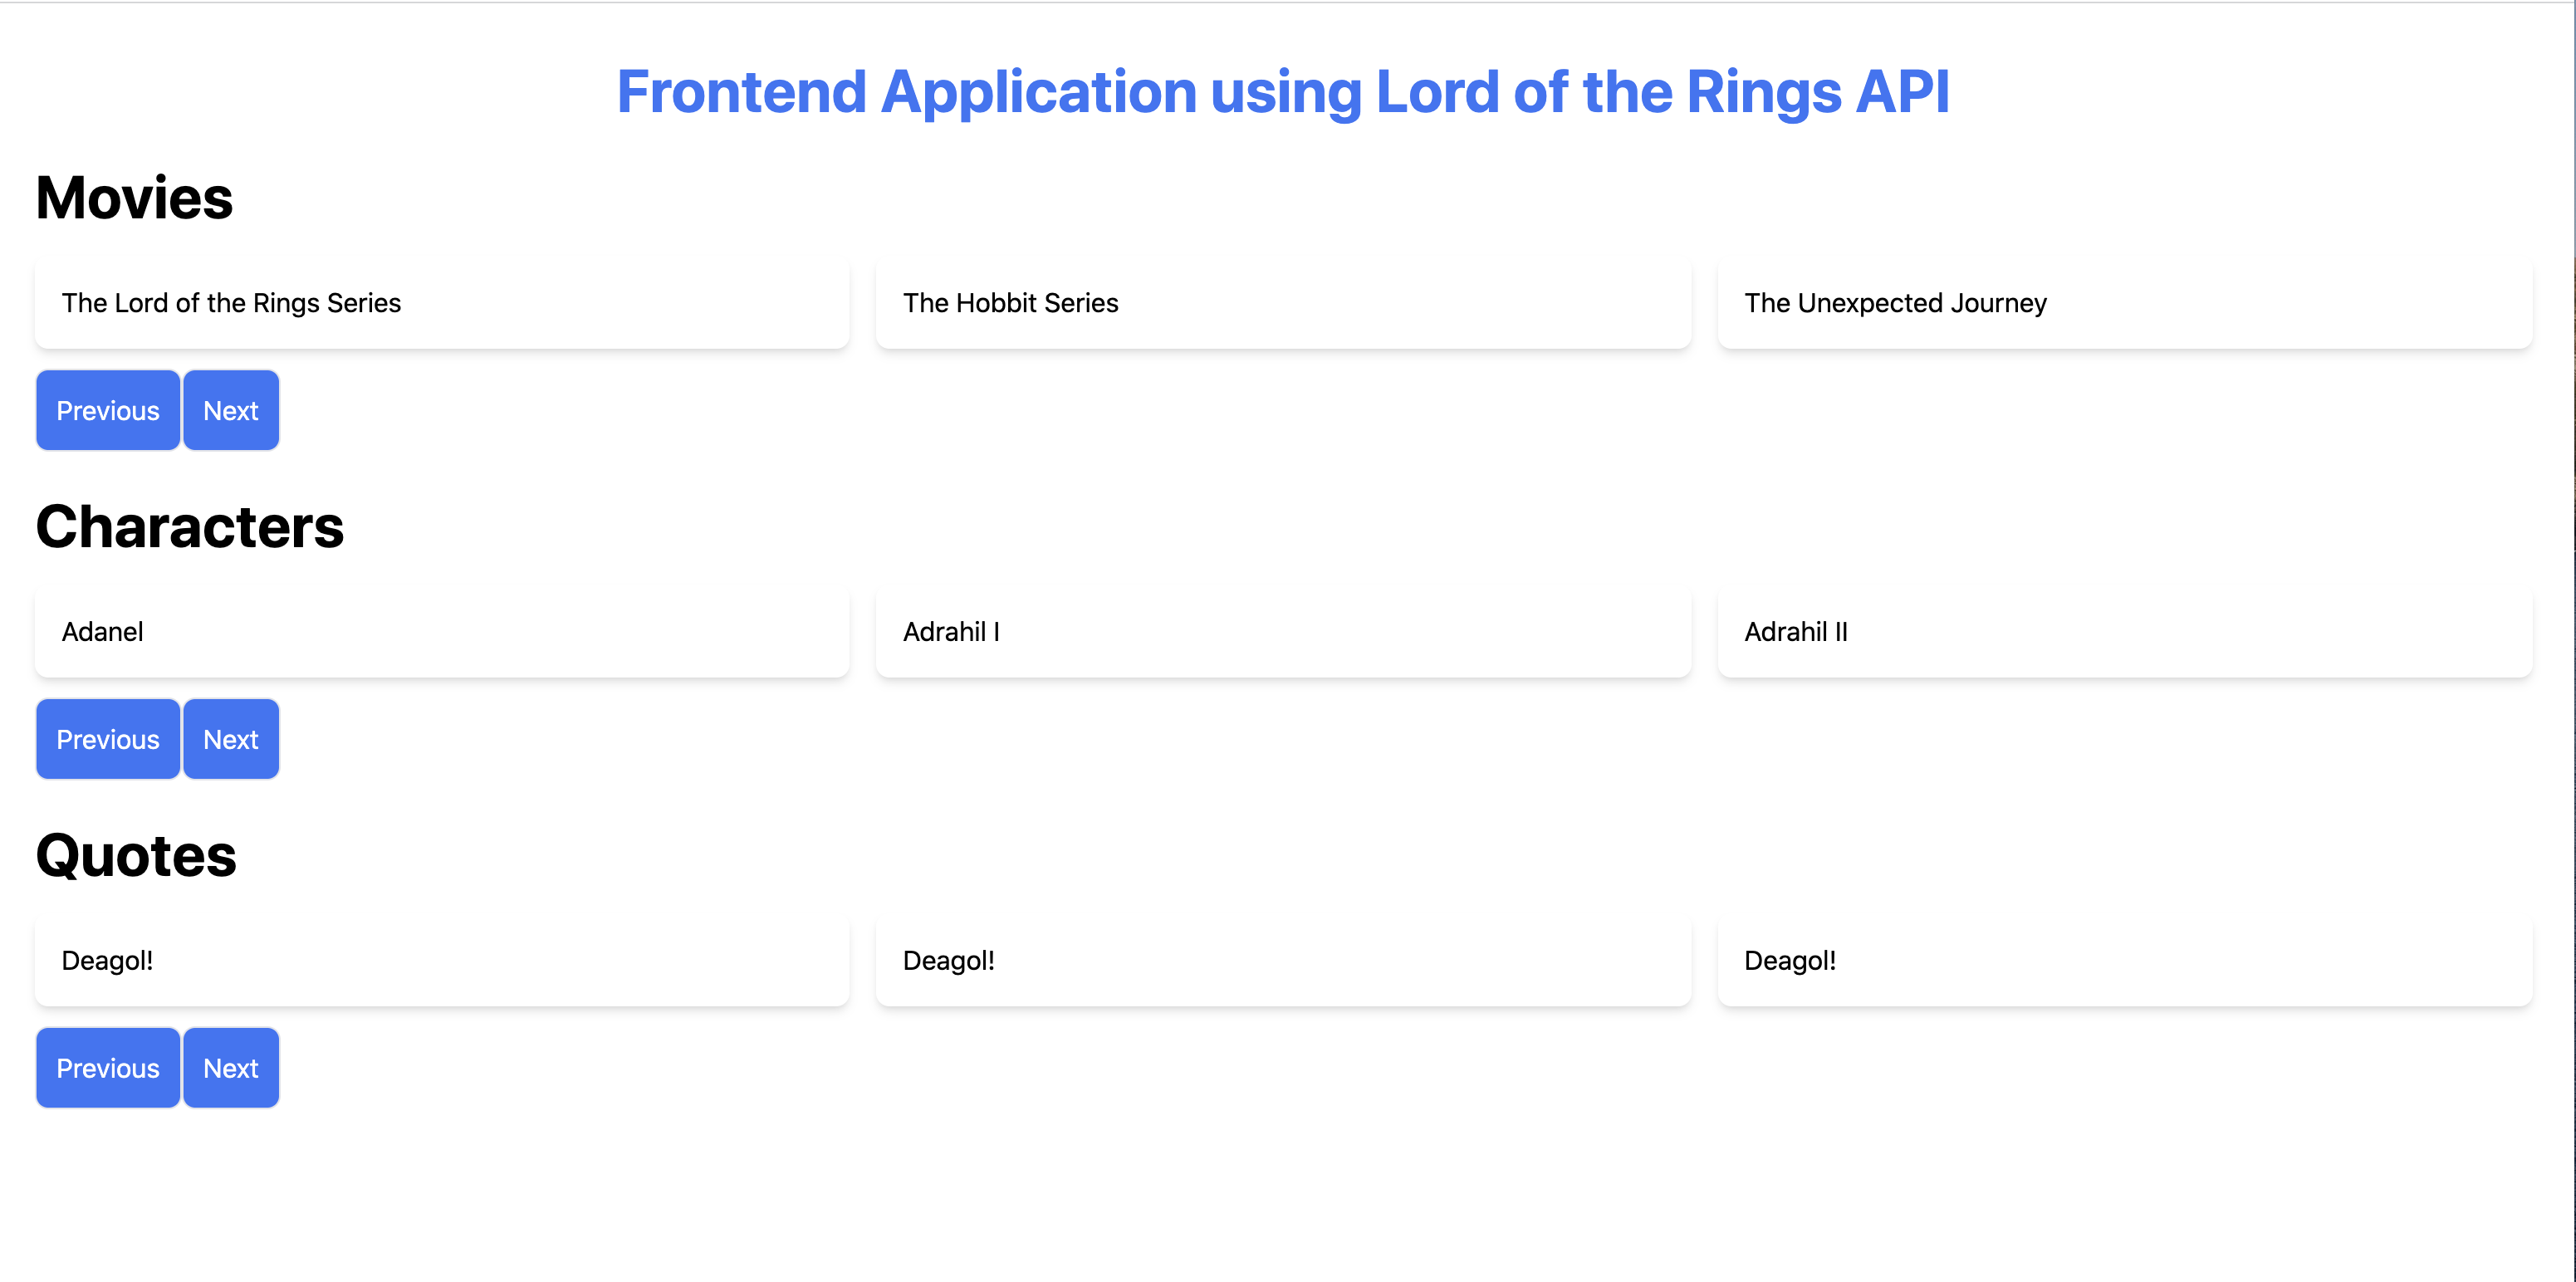 Frontend Application using Lord of the Rings API
Movies
The Lord of the Rings Series
The Hobbit Series
The Unexpected Journey
Previous
Next
Characters
Adanel
Adrahil I
Adrahil II
Previous
Next
Quotes
Deagol!
Deagol!
Deagol!
Previous
Next